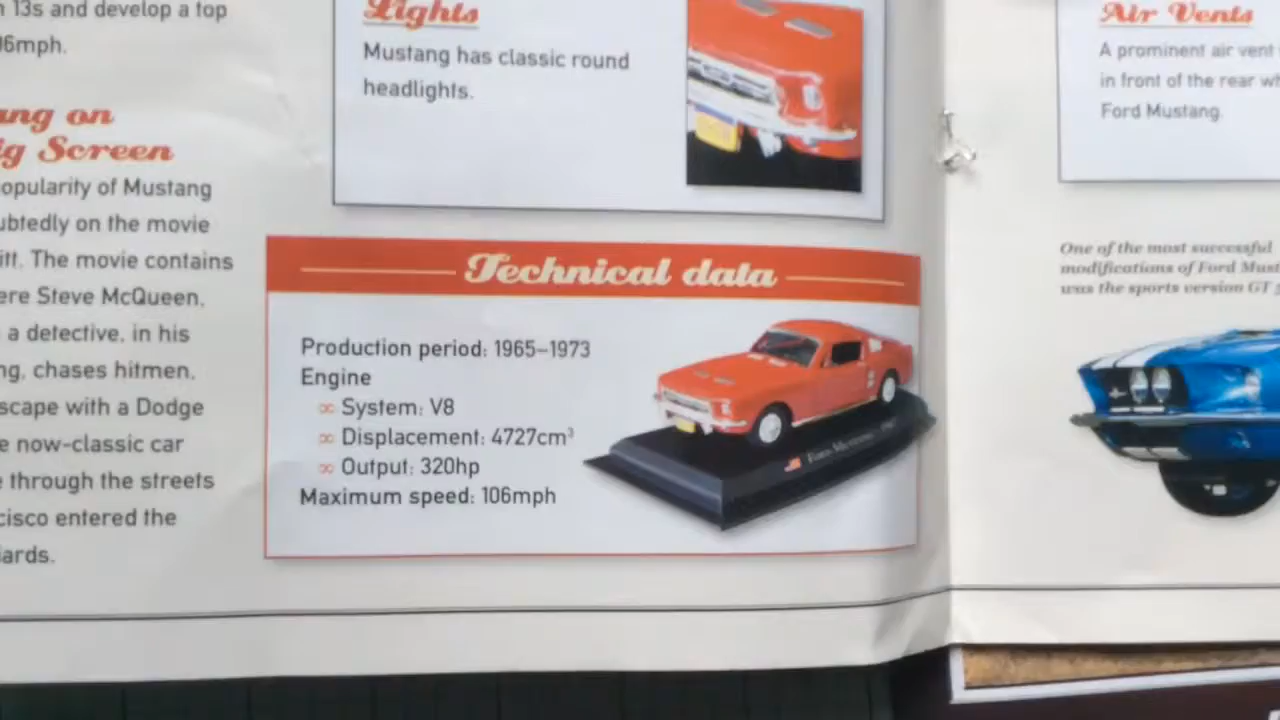 13s and develop a top
6mph.
on
Screen
opularity of Mustang
ubtedly on the movie
itt. The movie contains
ere Steve McQueen,
a detective, in his
ng, chases hitmen,
scape with a Dodge
e now-classic car
through the streets
cisco entered the
iards.
Lights
Mustang has classic round
headlights.
Technical data
Production period: 1965–1973
Engine
System: V8
Displacement: 4727cm³
Output: 320hp
Maximum speed: 106mph
Air Vents
A prominent air vent
in front of the rear wh
Ford Mustang.
One of the most successful
modifications of Ford Must
was the sports version GT